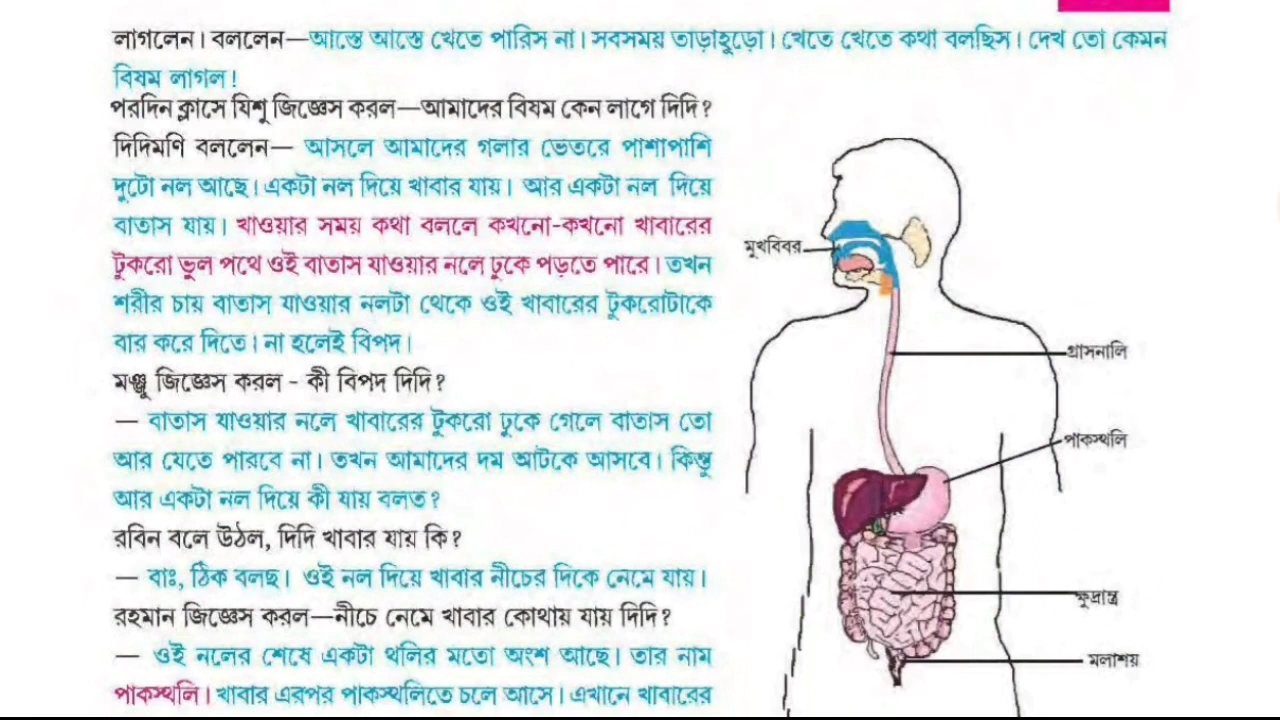 লাগলেন। বললেন—আস্তে আস্তে খেতে পারিস না। সবসময় তাড়াহুড়ো। খেতে খেতে কথা বলছিস। দেখ তো কেমন
বিষম লাগল!
পরদিন ক্লাসে যিশু জিজ্ঞেস করল—আমাদের বিষম কেন লাগে দিদি?
দিদিমণি বললেন— আসলে আমাদের গলার ভেতরে পাশাপাশি
দুটো নল আছে। একটা নল দিয়ে খাবার যায়। আর একটা নল দিয়ে
বাতাস যায়। খাওয়ার সময় কথা বললে কখনো-কখনো খাবারের
টুকরো ভুল পথে ওই বাতাস যাওয়ার নলে ঢুকে পড়তে পারে। তখন
শরীর চায় বাতাস যাওয়ার নলটা থেকে ওই খাবারের টুকরোটাকে
বার করে দিতে। না হলেই বিপদ।
মঞ্জু জিজ্ঞেস করল - কী বিপদ দিদি?
— বাতাস যাওয়ার নলে খাবারের টুকরো ঢুকে গেলে বাতাস তো
আর যেতে পারবে না। তখন আমাদের দম আটকে আসবে। কিন্তু
আর একটা নল দিয়ে কী যায় বলত?
রবিন বলে উঠল, দিদি খাবার যায় কি?
— বাঃ, ঠিক বলছ। ওই নল দিয়ে খাবার নীচের দিকে নেমে যায়।
রহমান জিজ্ঞেস করল—নীচে নেমে খাবার কোথায় যায় দিদি?
— ওই নলের শেষে একটা থলির মতো অংশ আছে। তার নাম
পাকস্থলি। খাবার এরপর পাকস্থলিতে চলে আসে। এখানে খাবারের
মুখবিবর
গ্রাসনালি
পাকস্থলি
ক্ষুদ্রান্ত্র
মলাশয়